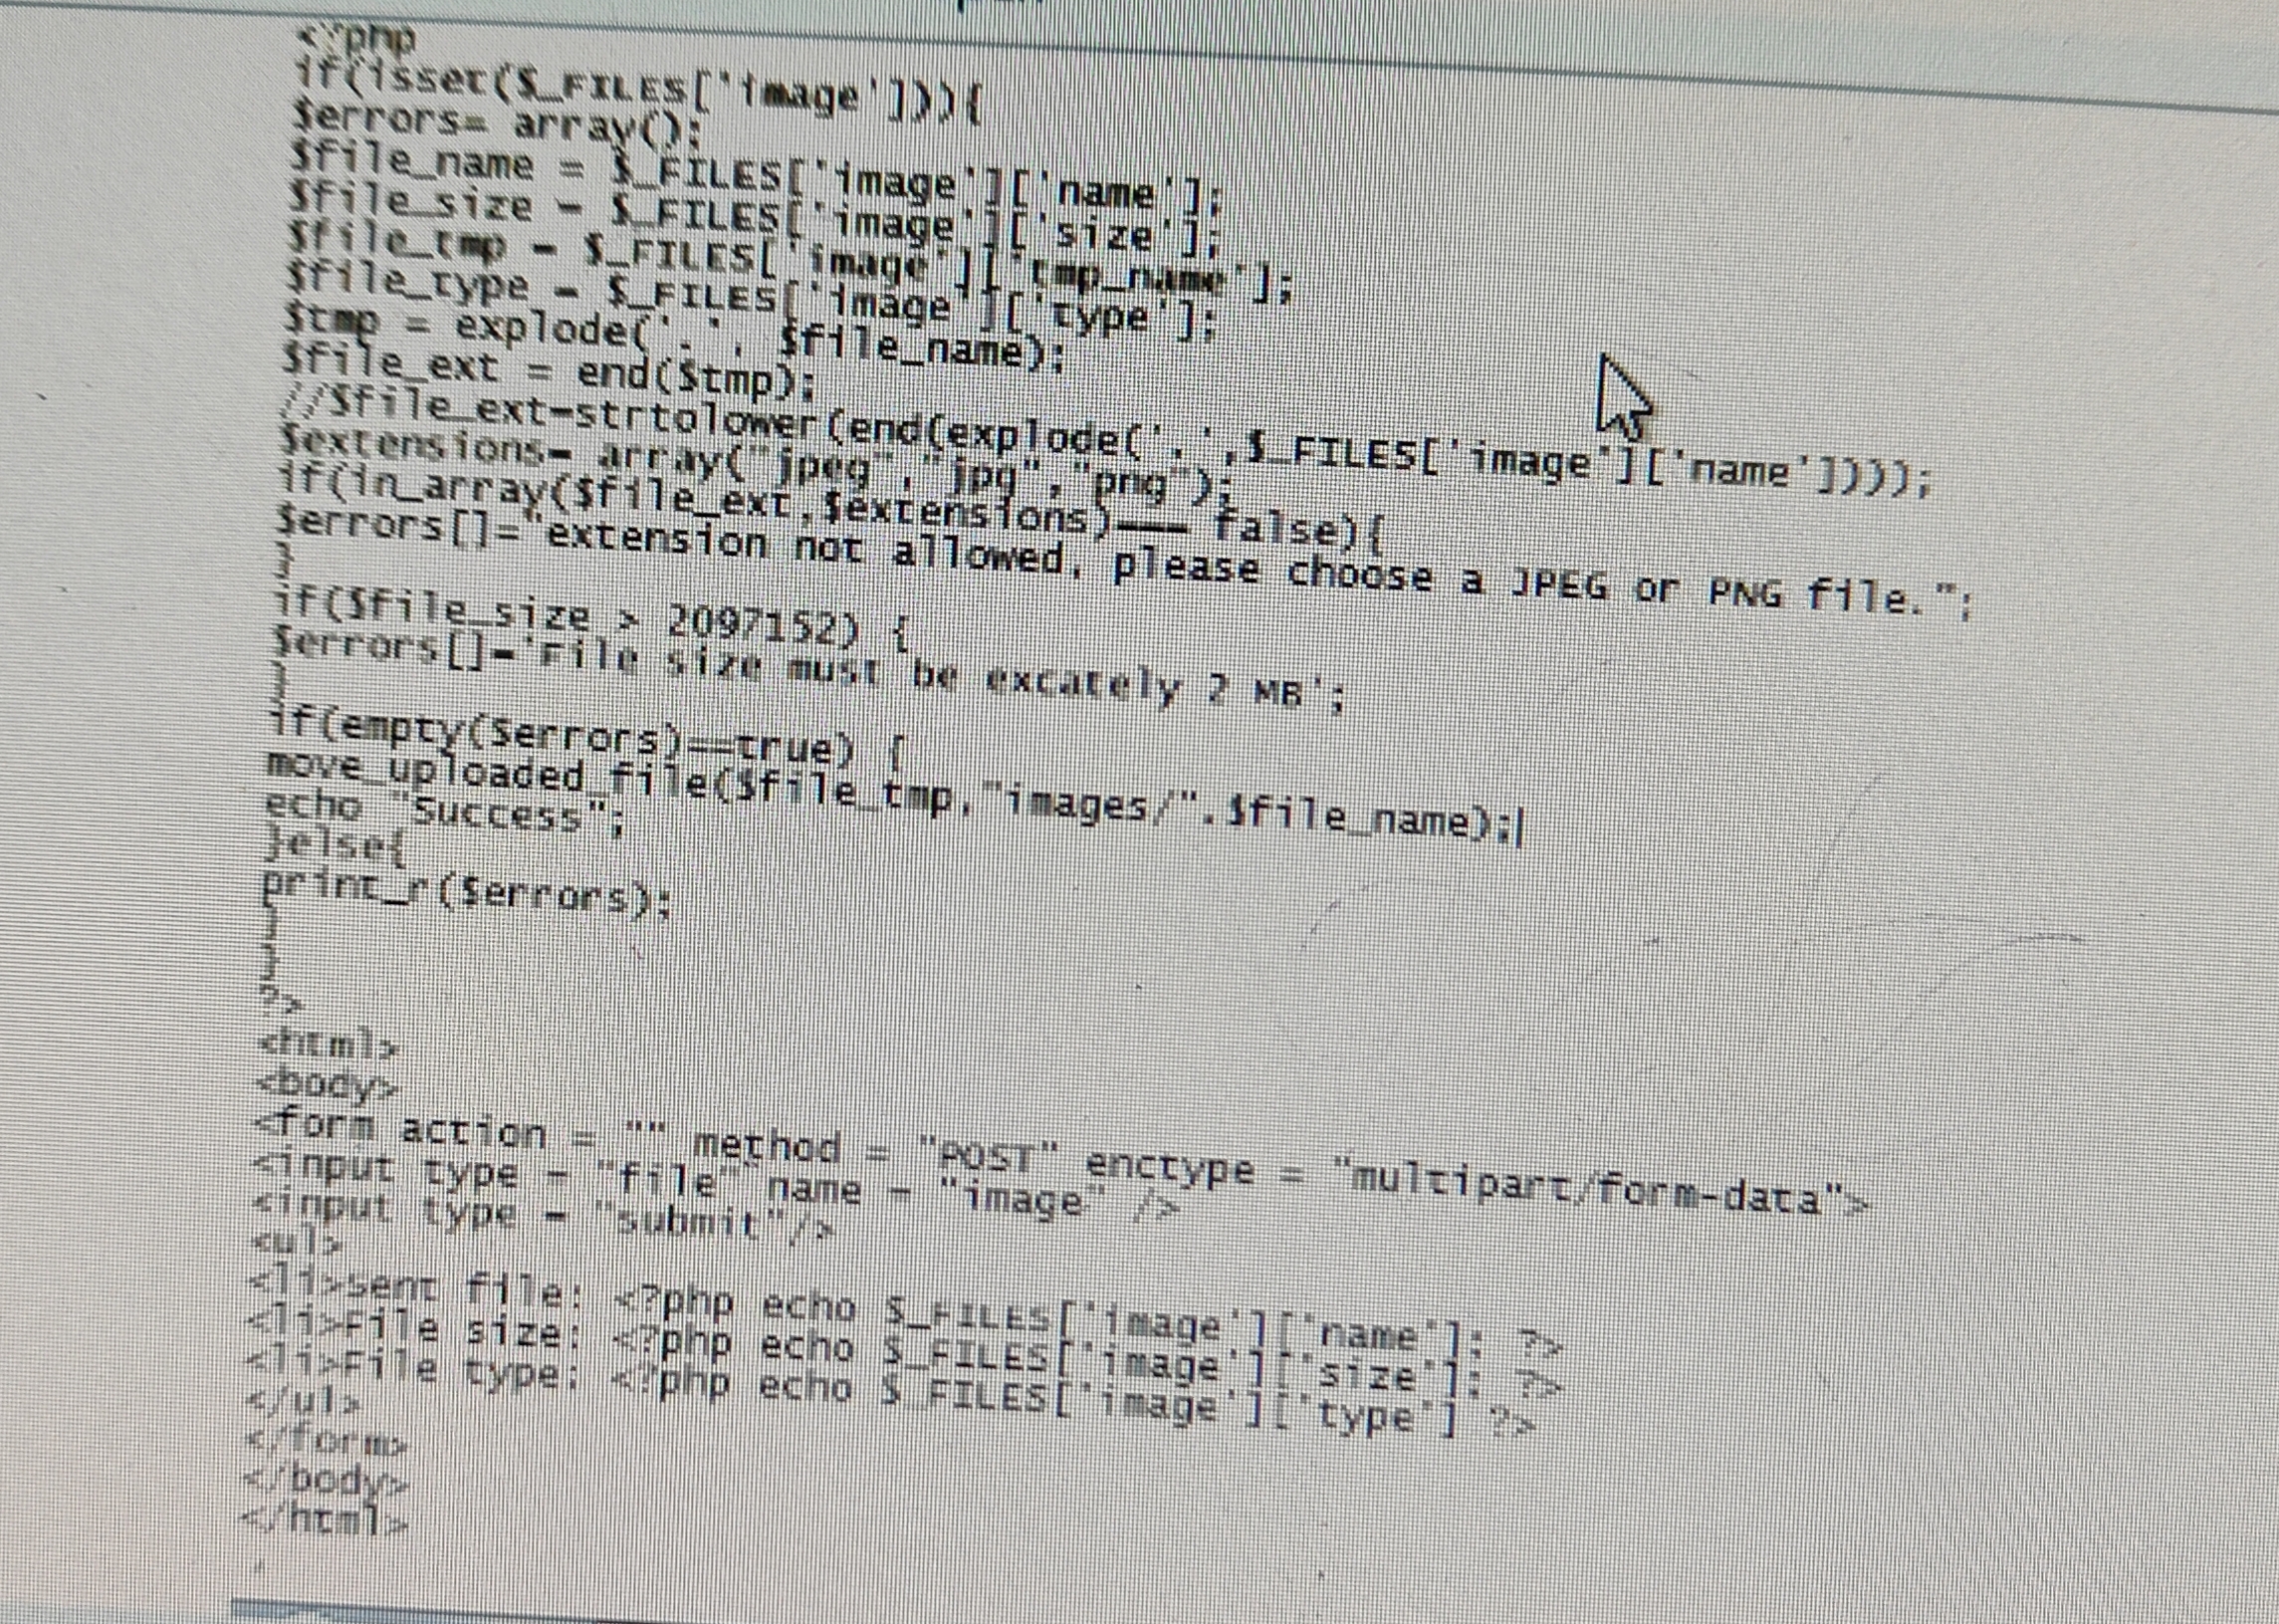 <?php
if(isset($_FILES['image'])){
$errors= array();
$file_name = $_FILES['image']['name'];
$file_size = $_FILES['image']['size'];
$file_tmp = $_FILES['image']['tmp_name'];
$file_type = $_FILES['image']['type'];
$tmp = explode('.', $file_name);
$file_ext = end($tmp);
//$file_ext=strtolower(end(explode('.',$_FILES['image']['name'])));
$extensions= array("jpeg","jpg","png");
if(in_array($file_ext,$extensions)=== false){
$errors[]="extension not allowed, please choose a JPEG or PNG file.";
}
if($file_size > 2097152) {
$errors[]='File size must be excately 2 MB';
}
if(empty($errors)==true) {
move_uploaded_file($file_tmp,"images/".$file_name);
echo "Success";
}else{
print_r($errors);
}
}
?>
<html>
<body>
<form action = "" method = "POST" enctype = "multipart/form-data">
<input type = "file" name = "image" />
<input type = "submit"/>
<ul>
<li>Sent file: <?php echo $_FILES['image']['name']; ?>
<li>File size: <?php echo $_FILES['image']['size']; ?>
<li>File type: <?php echo $_FILES['image']['type'] ?>
</ul>
</form>
</body>
</html>